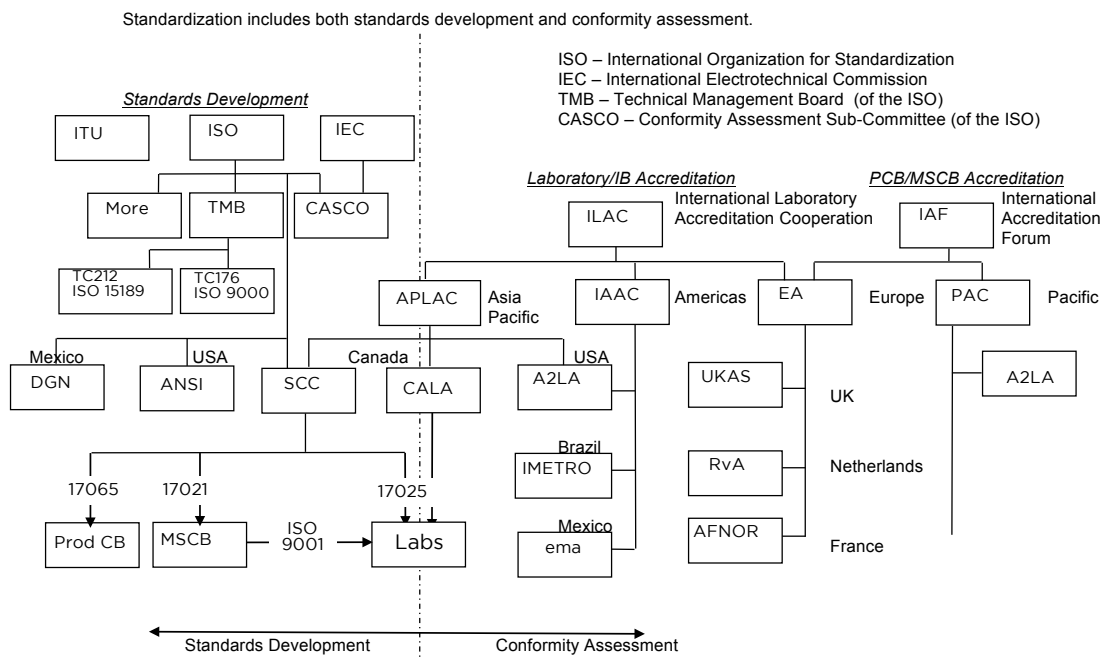 Standardization includes both standards development and conformity assessment.
ISO – International Organization for Standardization
IEC – International Electrotechnical Commission
TMB – Technical Management Board (of the ISO)
CASCO – Conformity Assessment Sub-Committee (of the ISO)
Standards Development
ITU
ISO
IEC
More
TMB
CASCO
TC212
ISO 15189
TC176
ISO 9000
Laboratory/IB Accreditation
ILAC
International Laboratory
Accreditation Cooperation
PCB/MSCB Accreditation
IAF
International
Accreditation
Forum
APLAC
Asia
Pacific
IAAC
Americas
EA
Europe
PAC
Pacific
Mexico
DGN
USA
ANSI
SCC
Canada
CALA
USA
A2LA
UKAS
UK
A2LA
Brazil
IMETRO
RvA
Netherlands
Mexico
ema
AFNOR
France
17065
17021
17025
Prod CB
MSCB
ISO
9001
Labs
Standards Development
Conformity Assessment